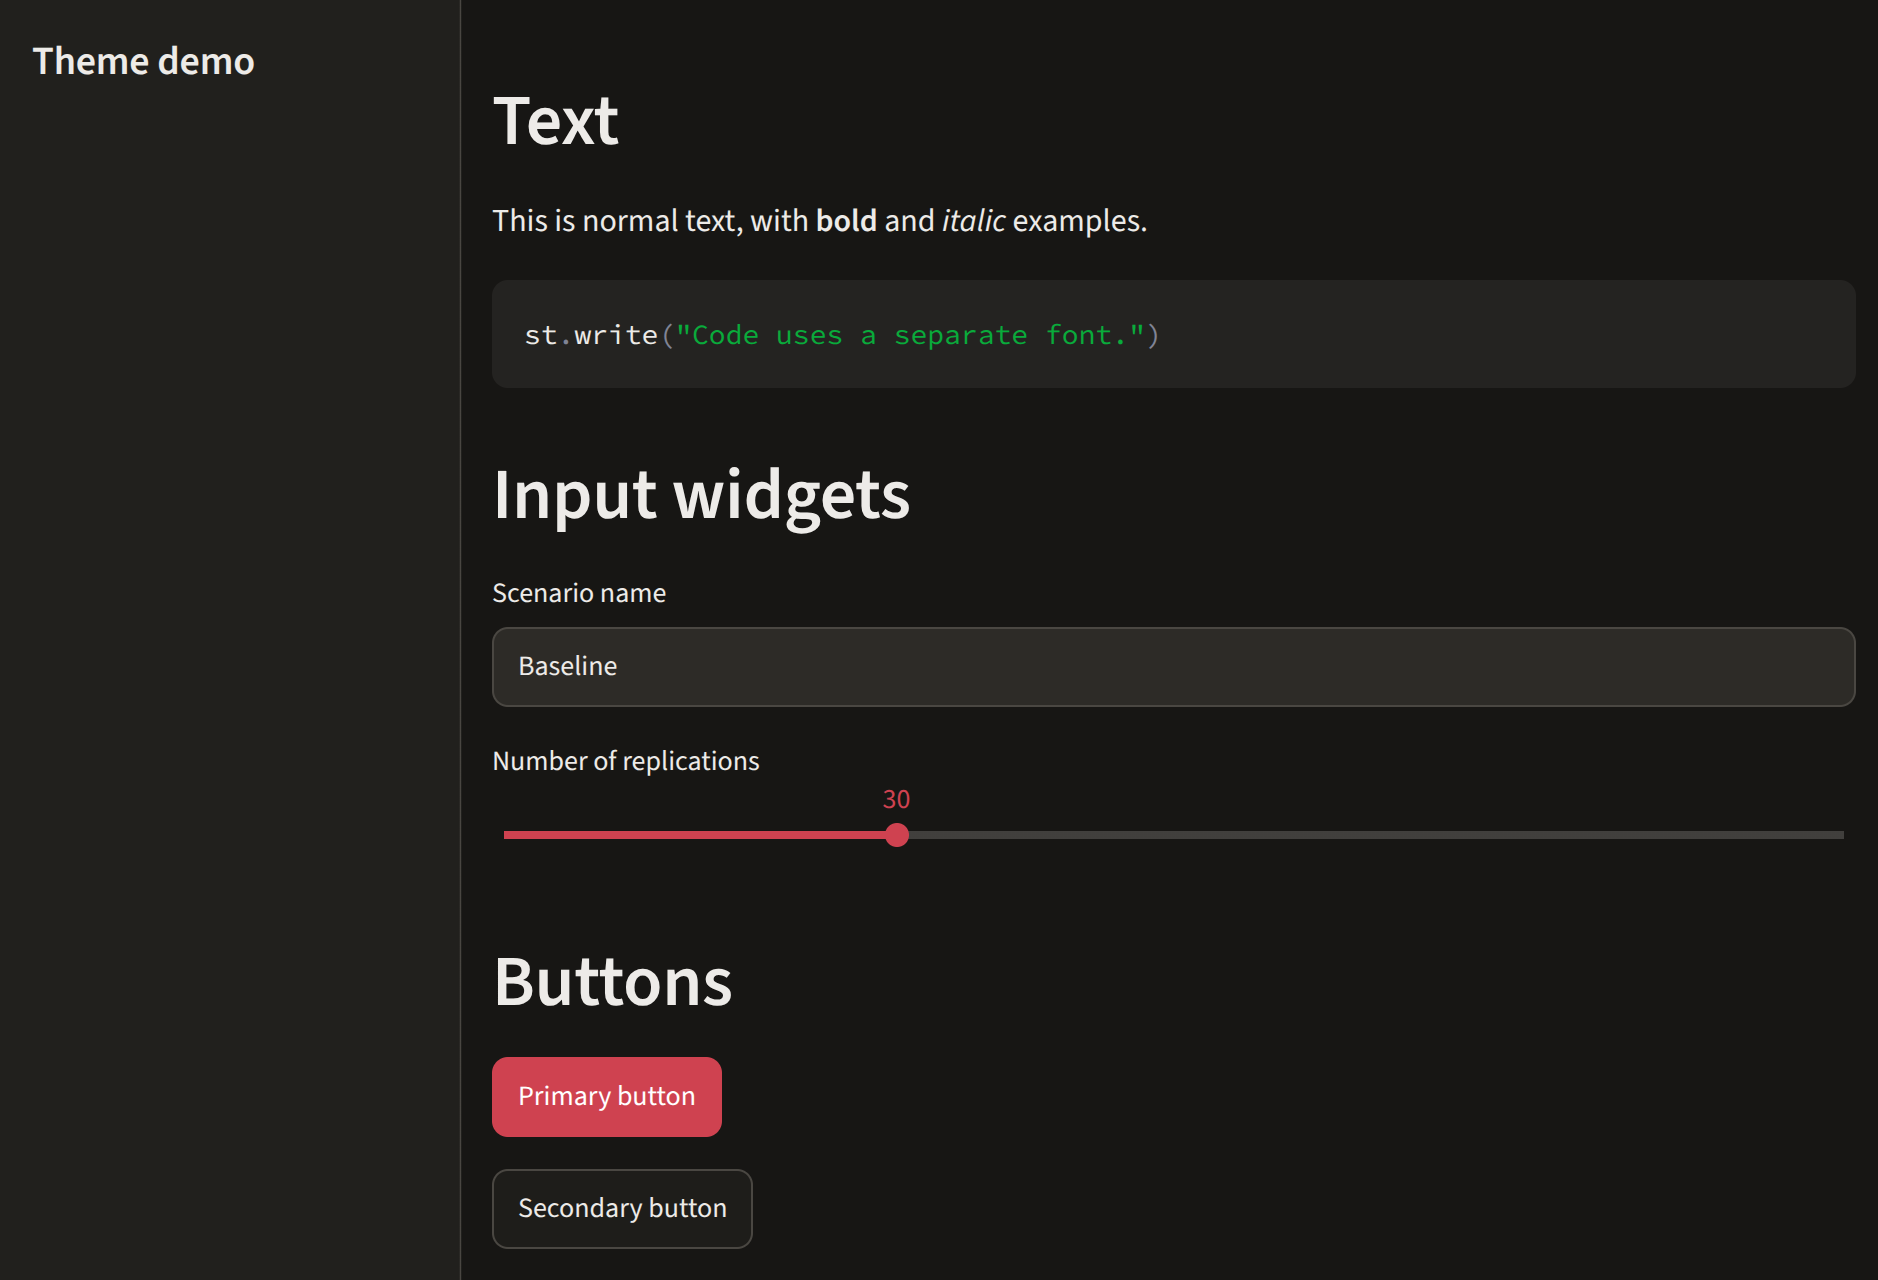 Theme demo
Text
This is normal text, with bold and italic examples.
st.write("Code uses a separate font.")
Input widgets
Scenario name
Baseline
Number of replications
30
Buttons
Primary button
Secondary button